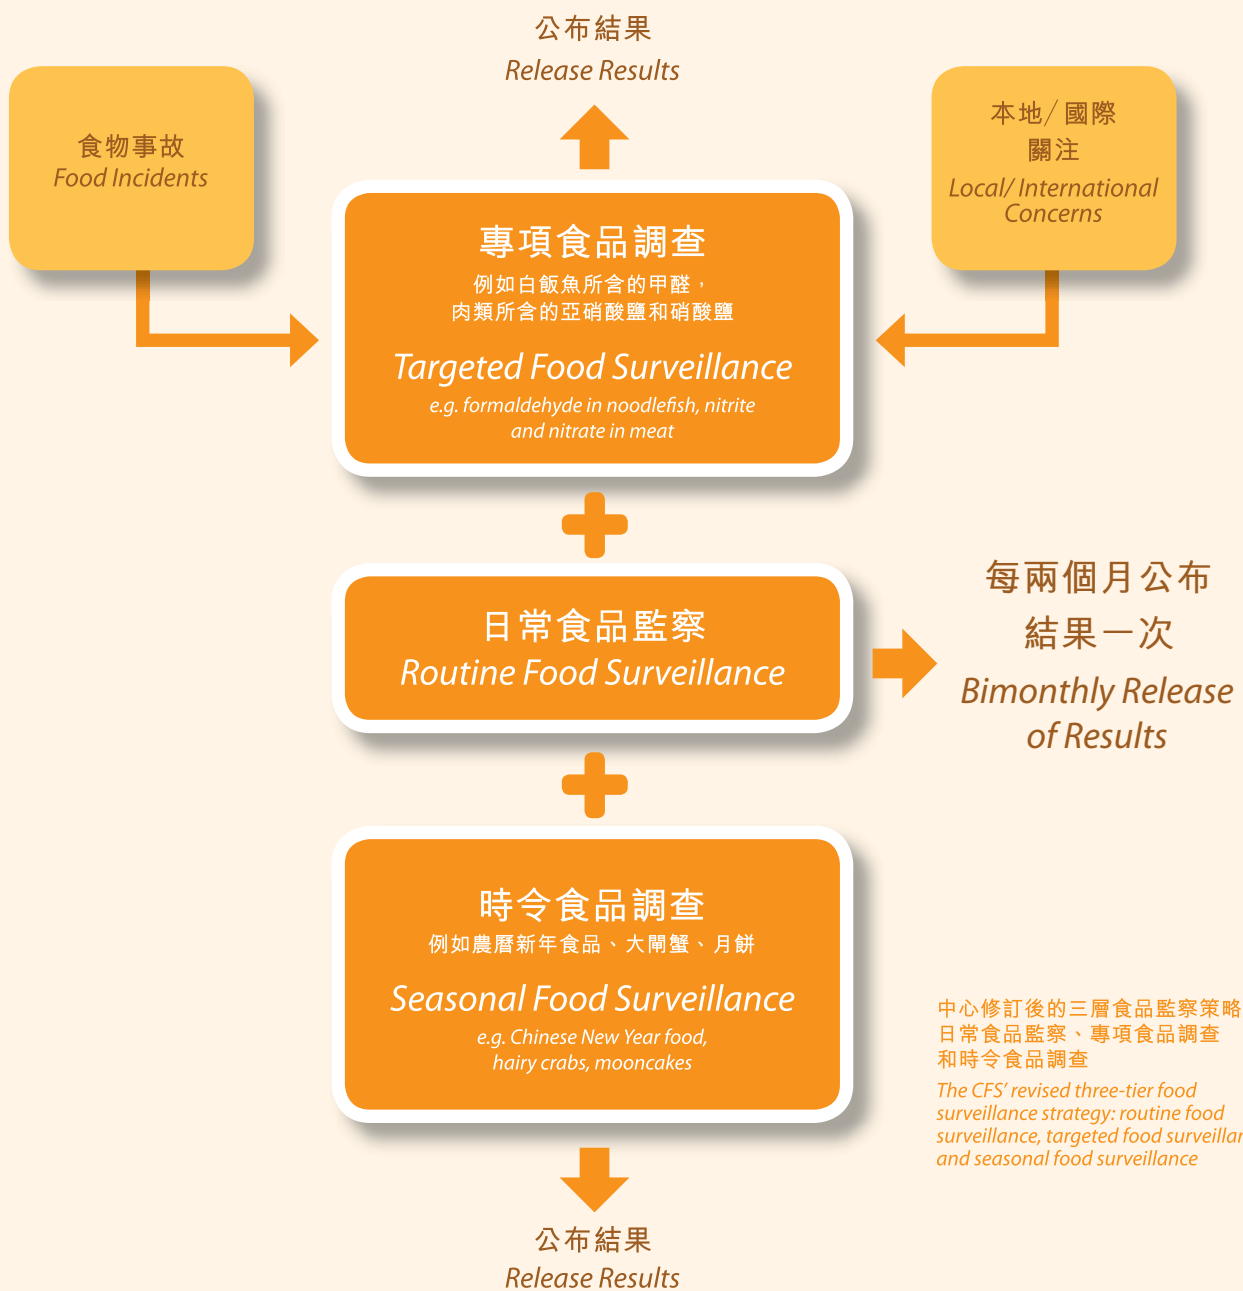 公布結果
Release Results
食物事故
Food Incidents
本地/國際
關注
Local/International
Concerns
專項食品調查
例如白飯魚所含的甲醛，
肉類所含的亞硝酸鹽和硝酸鹽
Targeted Food Surveillance
e.g. formaldehyde in noodlefish, nitrite
and nitrate in meat
日常食品監察
Routine Food Surveillance
每兩個月公布
結果一次
Bimonthly Release
of Results
時令食品調查
例如農曆新年食品、大閘蟹、月餅
Seasonal Food Surveillance
e.g. Chinese New Year food,
hairy crabs, mooncakes
中心修訂後的三層食品監察策略
日常食品監察、專項食品調查
和時令食品調查
The CFS' revised three-tier food
surveillance strategy: routine food
surveillance, targeted food
and seasonal food surveillance
公布結果
Release Results